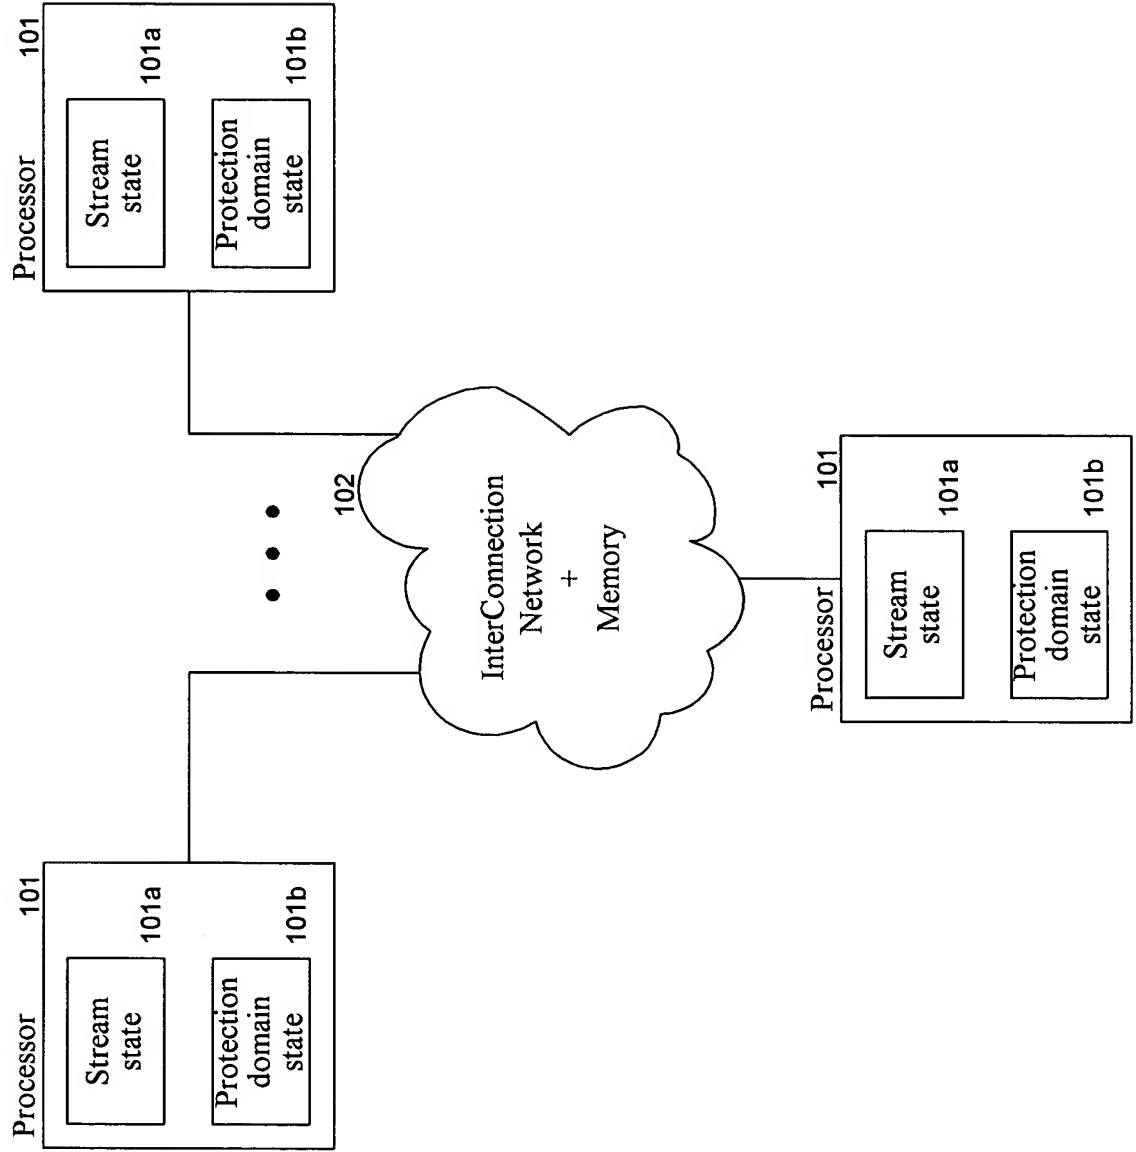 Processor
101
Stream
state
101a
Protection
domain
state
101b
Processor
101
Stream
state
101a
Protection
domain
state
101b
102
InterConnection
Network
+
Memory
Processor
101
Stream
state
101a
Protection
domain
state
101b